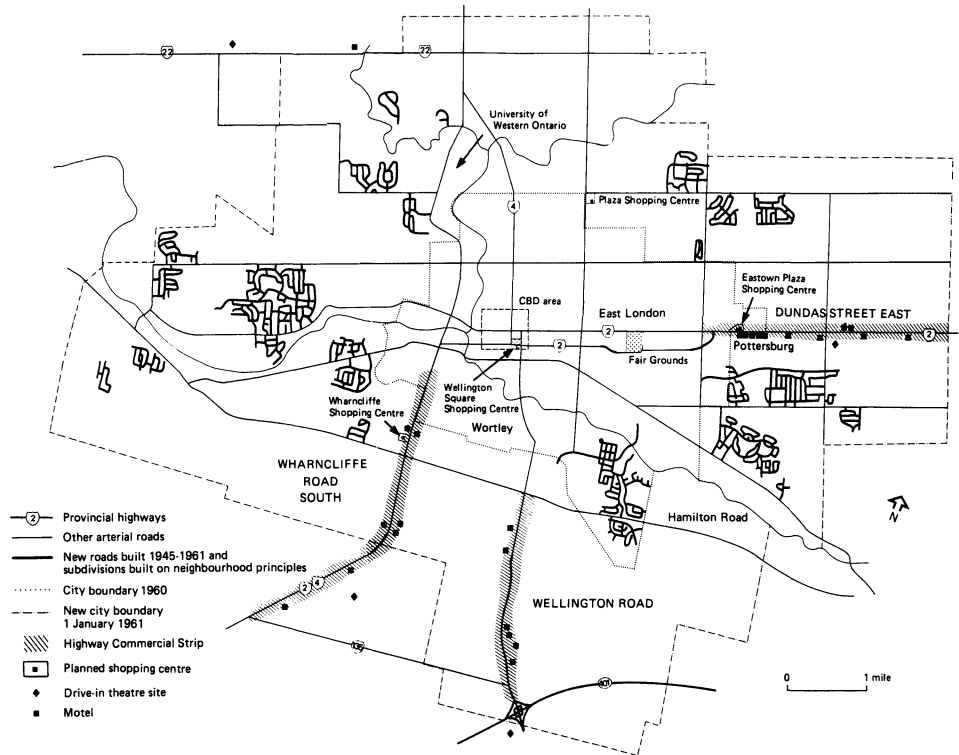 22
22
University of
Western Ontario
4
Plaza Shopping Centre
Eastown Plaza
Shopping Centre
CBD area
East London
DUNDAS STREET EAST
2
2
2
Pottersburg
Fair Grounds
Wharncliffe
Shopping Centre
Wellington
Square
Shopping Centre
Wortley
WHARNCLIFFE
ROAD
SOUTH
Hamilton Road
N
2 4
WELLINGTON ROAD
135
401
2
Provincial highways
Other arterial roads
New roads built 1945-1961 and
subdivisions built on neighbourhood principles
City boundary 1960
New city boundary
1 January 1961
Highway Commercial Strip
Planned shopping centre
Drive-in theatre site
Motel
0 1 mile